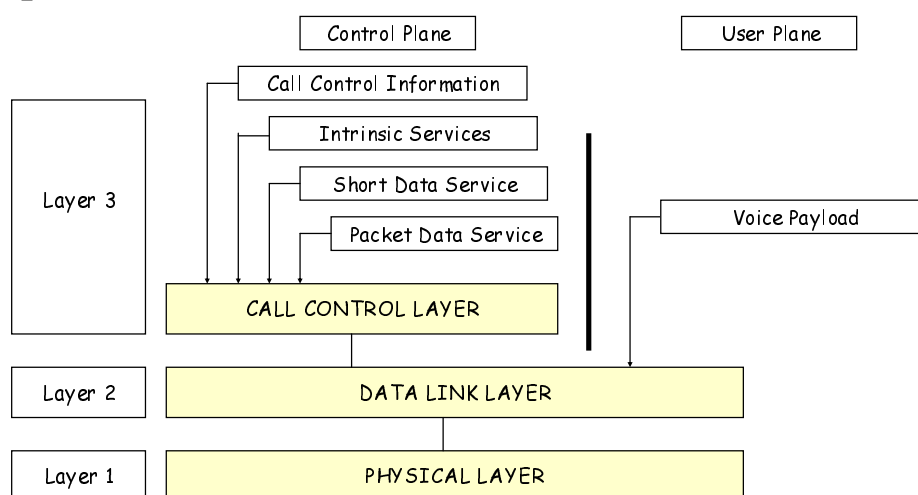 Control Plane
User Plane
Call Control Information
Intrinsic Services
Layer 3
Short Data Service
Voice Payload
Packet Data Service
CALL CONTROL LAYER
Layer 2
DATA LINK LAYER
Layer 1
PHYSICAL LAYER